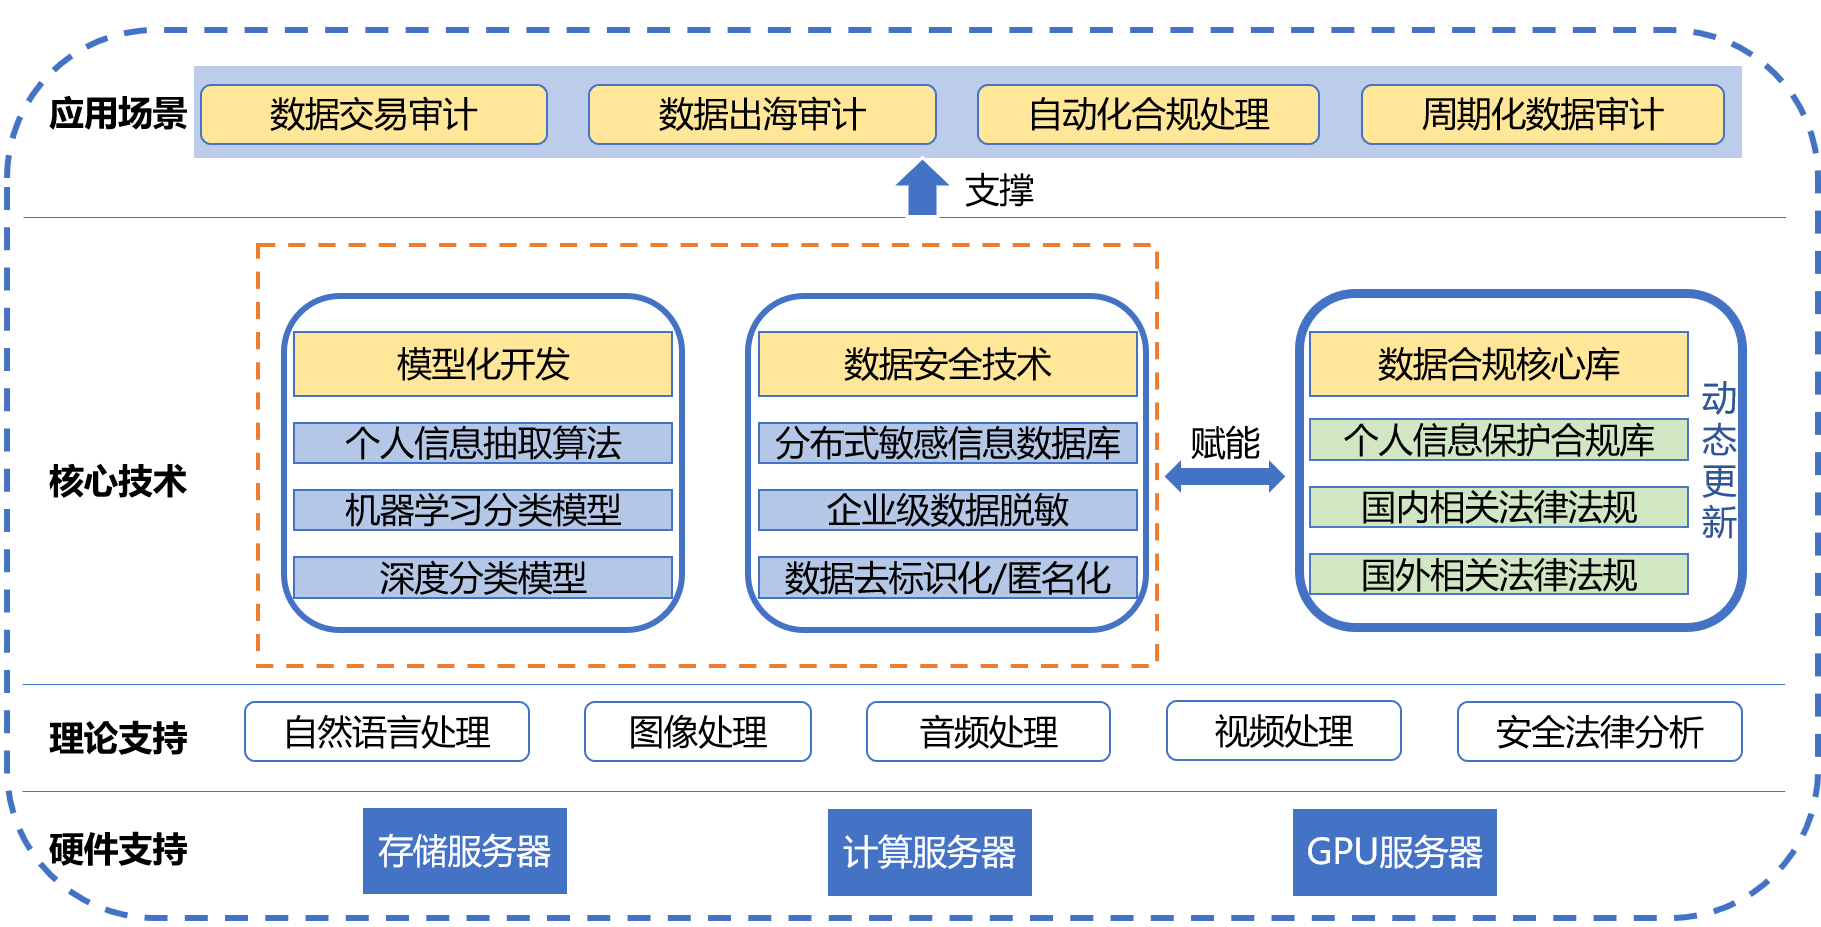 应用场景
数据交易审计
数据出海审计
自动化合规处理
周期化数据审计
支撑
核心技术
模型化开发
个人信息抽取算法
机器学习分类模型
深度分类模型
数据安全技术
分布式敏感信息数据库
企业级数据脱敏
数据去标识化/匿名化
赋能
数据合规核心库
个人信息保护合规库
国内相关法律法规
国外相关法律法规
动态更新
理论支持
自然语言处理
图像处理
音频处理
视频处理
安全法律分析
硬件支持
存储服务器
计算服务器
GPU服务器